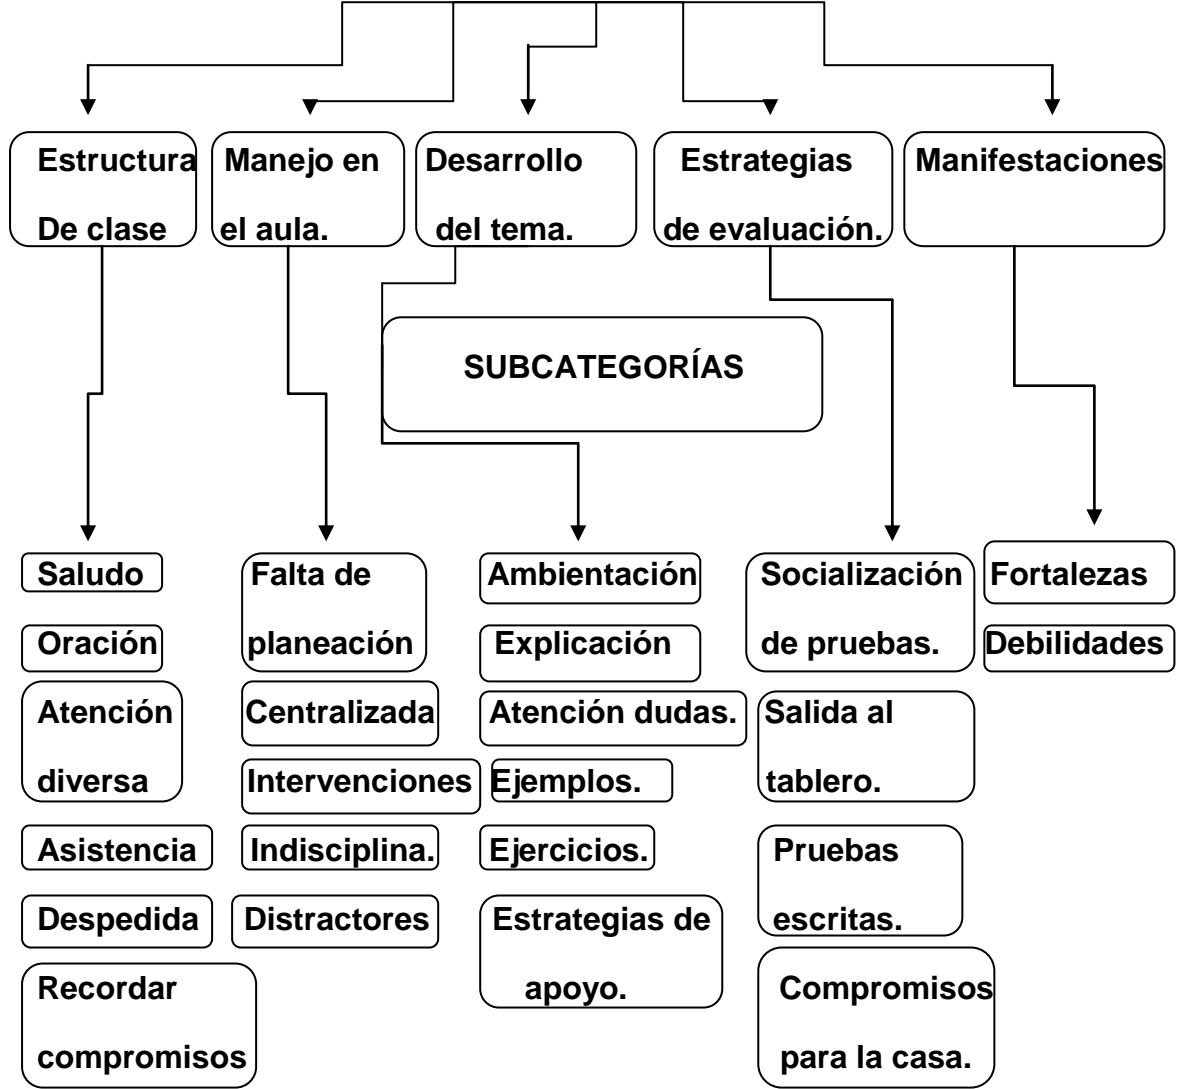 Estructura
De clase
Manejo en
el aula.
Desarrollo
del tema.
Estrategias
de evaluación.
Manifestaciones
SUBCATEGORÍAS
Saludo
Oración
Atención
diversa
Asistencia
Despedida
Recordar
compromisos
Falta de
planeación
Centralizada
Intervenciones
Indisciplina.
Distractores
Ambientación
Explicación
Atención dudas.
Ejemplos.
Ejercicios.
Estrategias de
apoyo.
Socialización
de pruebas.
Salida al
tablero.
Pruebas
escritas.
Compromisos
para la casa.
Fortalezas
Debilidades